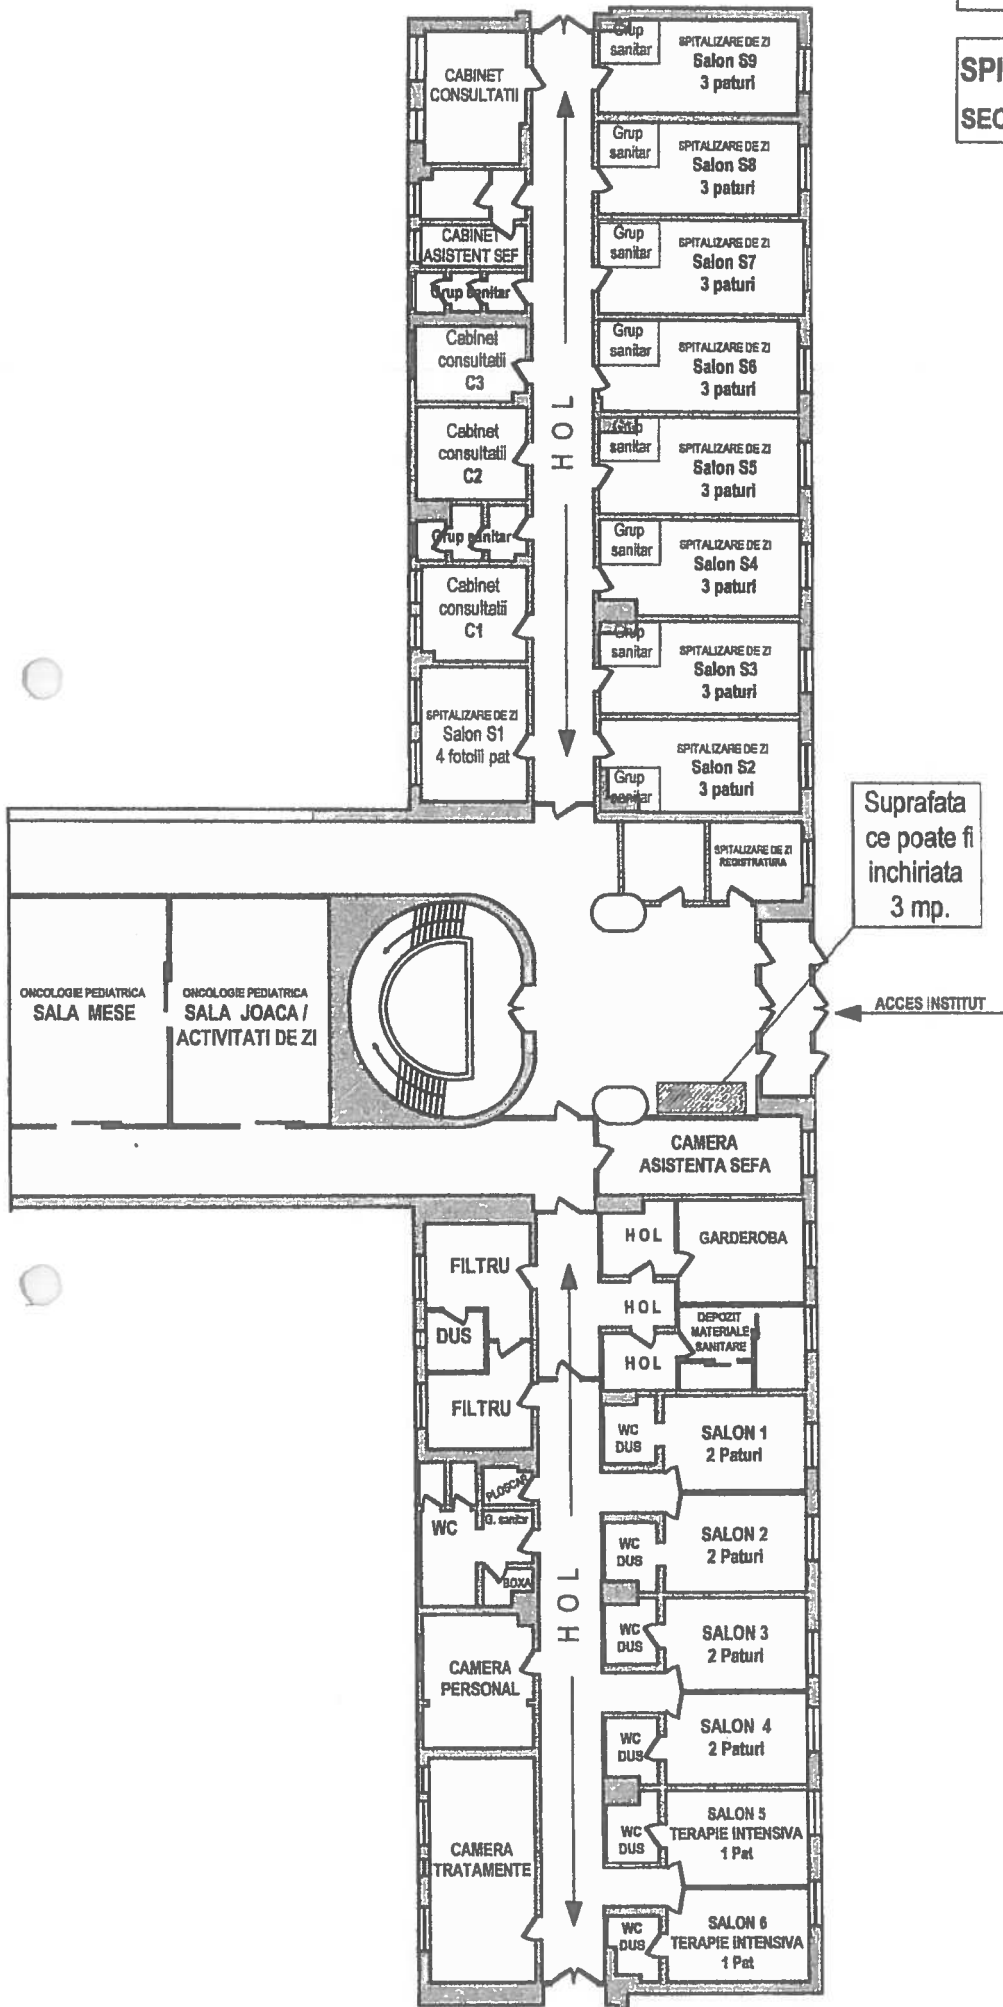 SPI
SEC
CABINET
CONSULTATII
CABINET
ASISTENT SEF
Grup sanitar
Cabinet
consultatii
C3
Cabinet
consultatii
C2
Grup sanitar
Cabinet
consultatii
C1
SPITALIZARE DE ZI
Salon S1
4 fotolii pat
HOL
Grup
sanitar
SPITALIZARE DE ZI
Salon S9
3 paturi
Grup
sanitar
SPITALIZARE DE ZI
Salon S8
3 paturi
Grup
sanitar
SPITALIZARE DE ZI
Salon S7
3 paturi
Grup
sanitar
SPITALIZARE DE ZI
Salon S6
3 paturi
Grup
sanitar
SPITALIZARE DE ZI
Salon S5
3 paturi
Grup
sanitar
SPITALIZARE DE ZI
Salon S4
3 paturi
Grup
sanitar
SPITALIZARE DE ZI
Salon S3
3 paturi
SPITALIZARE DE ZI
Salon S2
3 paturi
Grup
sanitar
SPITALIZARE DE ZI
REGISTRATURA
Suprafata
ce poate fi
inchiriata
3 mp.
ACCES INSTITUT
ONCOLOGIE PEDIATRICA
SALA MESE
ONCOLOGIE PEDIATRICA
SALA JOACA /
ACTIVITATI DE ZI
CAMERA
ASISTENTA SEFA
HOL
GARDEROBA
HOL
DEPOZIT
MATERIALE
SANITARE
HOL
FILTRU
DUS
FILTRU
PLOSCAR
WC
G. sanitar
BOXA
CAMERA
PERSONAL
CAMERA
TRATAMENTE
HOL
WC
DUS
SALON 1
2 Paturi
WC
DUS
SALON 2
2 Paturi
WC
DUS
SALON 3
2 Paturi
WC
DUS
SALON 4
2 Paturi
WC
DUS
SALON 5
TERAPIE INTENSIVA
1 Pat
WC
DUS
SALON 6
TERAPIE INTENSIVA
1 Pat